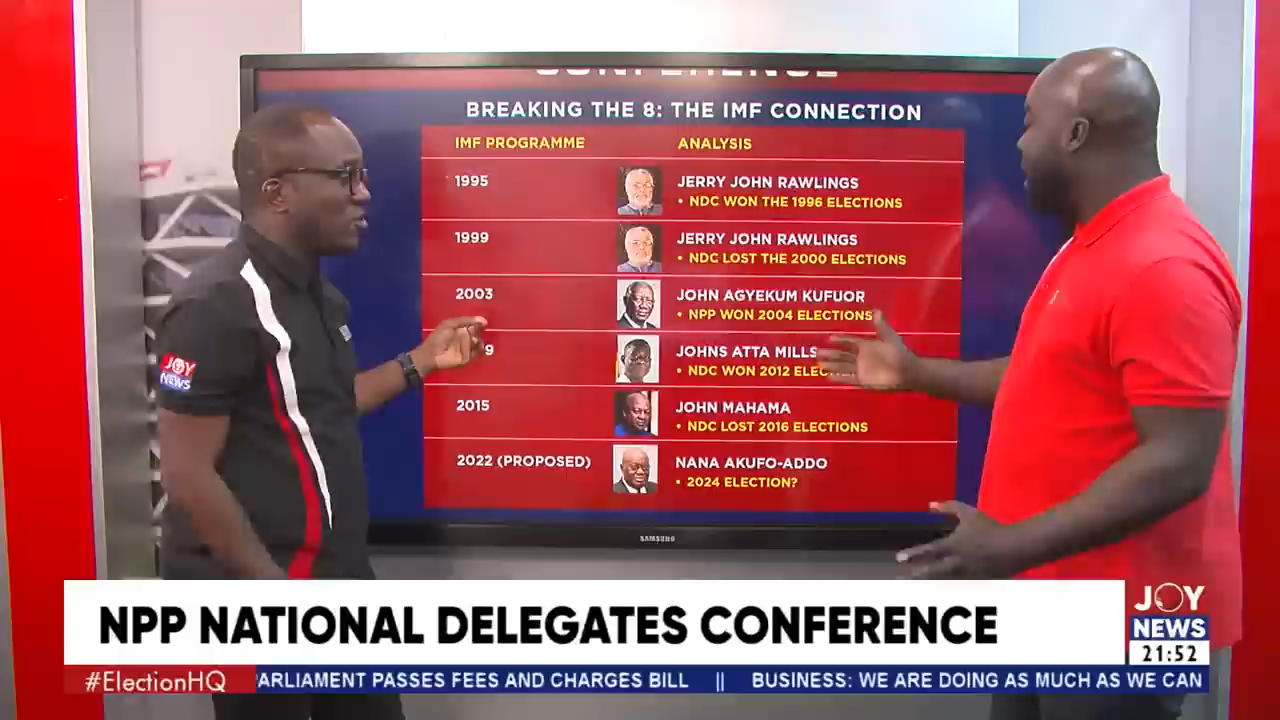 CONFERENCE
BREAKING THE 8: THE IMF CONNECTION
IMF PROGRAMME ANALYSIS
1995 JERRY JOHN RAWLINGS
• NDC WON THE 1996 ELECTIONS
1999 JERRY JOHN RAWLINGS
• NDC LOST THE 2000 ELECTIONS
2003 JOHN AGYEKUM KUFUOR
• NPP WON 2004 ELECTIONS
9 JOHNS ATTA MILLS
• NDC WON 2012
2015 JOHN MAHAMA
• NDC LOST 2016 ELECTIONS
2022 (PROPOSED) NANA AKUFO-ADDO
• 2024 ELECTION?
SAMSUNG
JOY
NEWS
NPP NATIONAL DELEGATES CONFERENCE
JOY
NEWS
21:52
#ElectionHQ ARLIAMENT PASSES FEES AND CHARGES BILL || BUSINESS: WE ARE DOING AS MUCH AS WE CAN